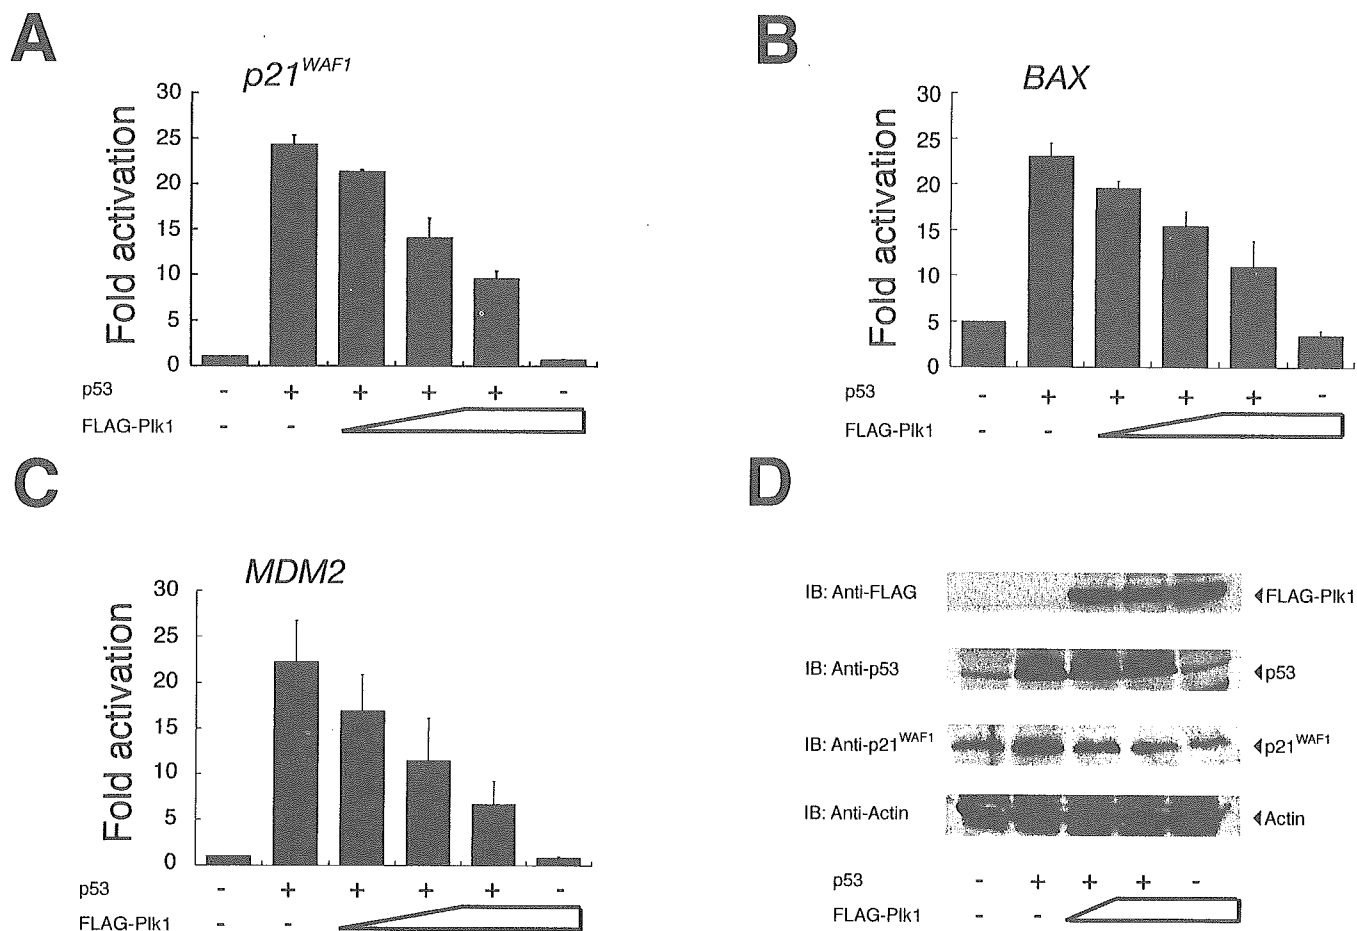 A
p21WAF1
Fold activation
30
25
20
15
10
5
0
p53 - + + + + -
FLAG-Plk1 - -
B
BAX
Fold activation
30
25
20
15
10
5
0
p53 - + + + + -
FLAG-Plk1 - -
C
MDM2
Fold activation
30
25
20
15
10
5
0
p53 - + + + + -
FLAG-Plk1 - -
D
IB: Anti-FLAG FLAG-Plk1
IB: Anti-p53 p53
IB: Anti-p21WAF1 p21WAF1
IB: Anti-Actin Actin
p53 - + + + -
FLAG-Plk1 - -